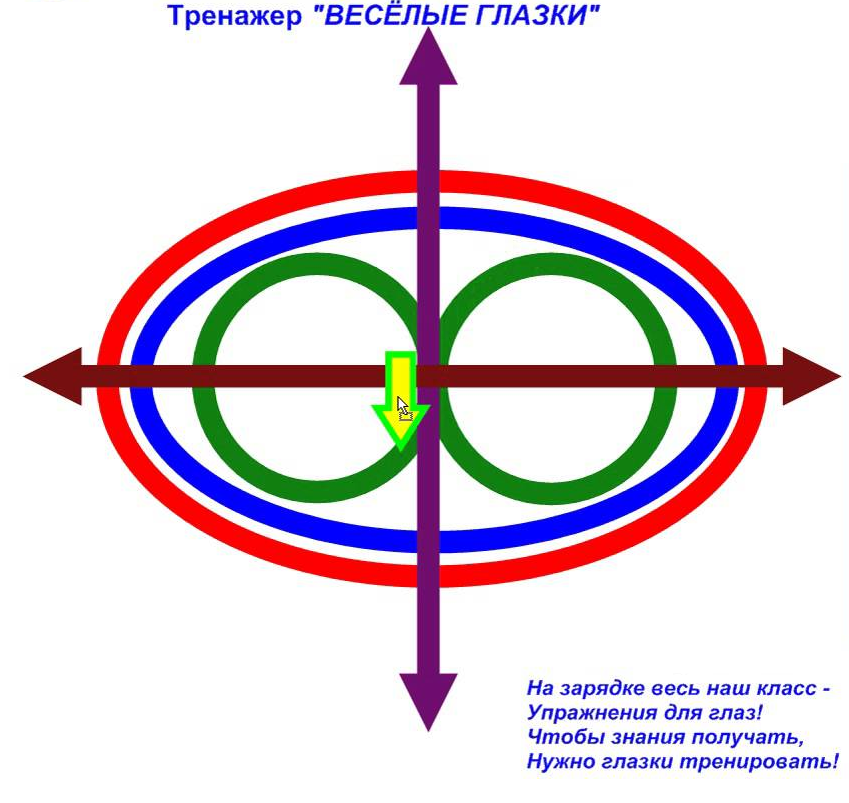 Тренажер "ВЕСЁЛЫЕ ГЛАЗКИ"
На зарядке весь наш класс -
Упражнения для глаз!
Чтобы знания получать,
Нужно глазки тренировать!